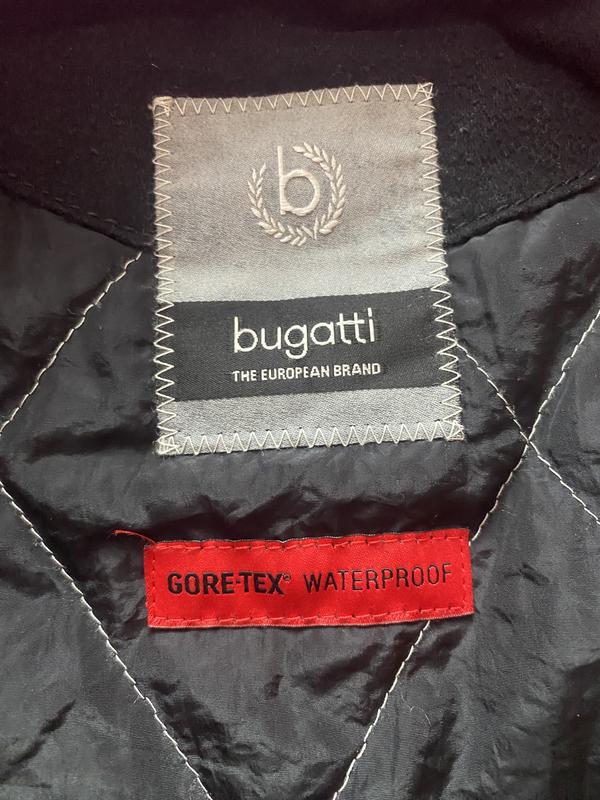 b
bugatti
THE EUROPEAN BRAND
GORE-TEX® WATERPROOF